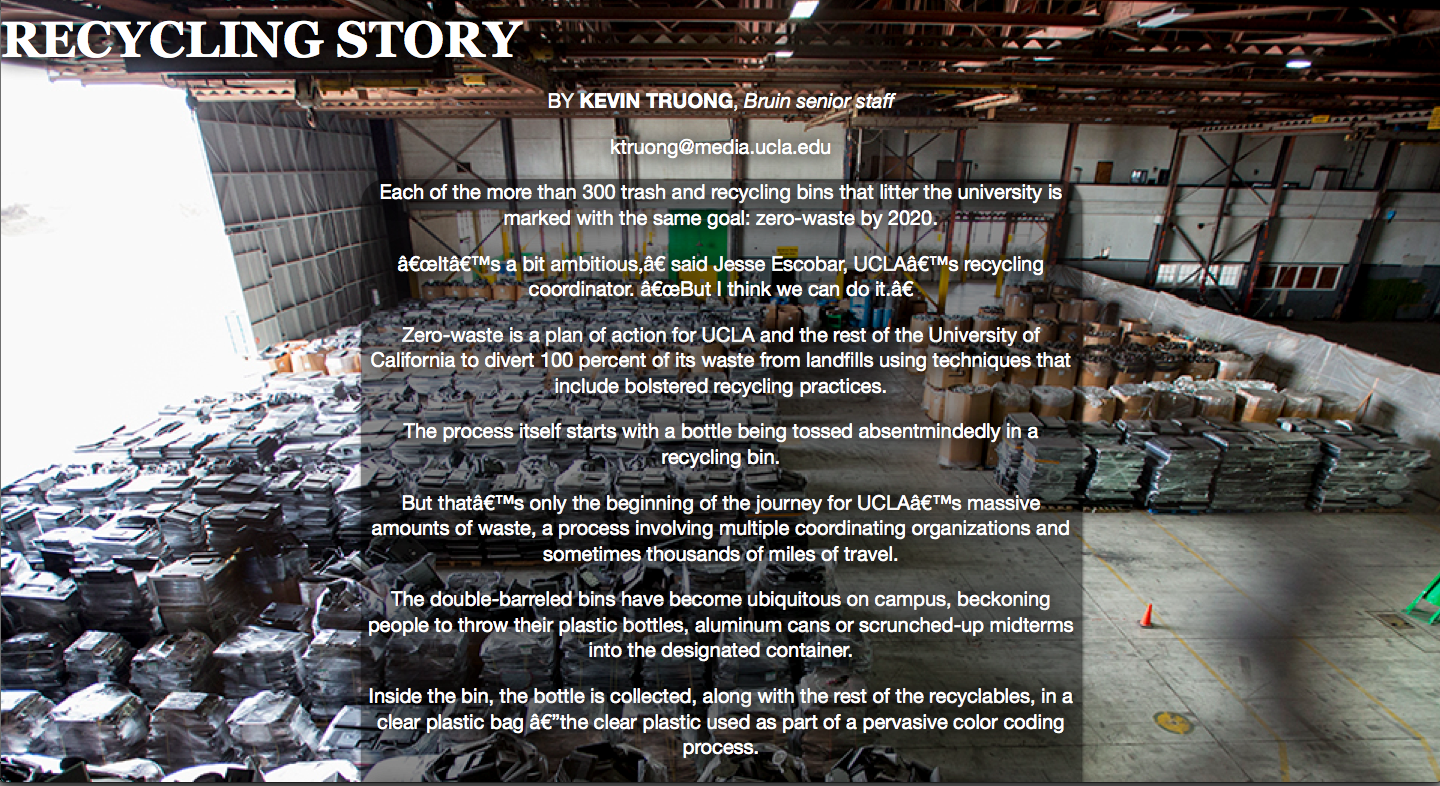 RECYCLING STORY
BY KEVIN TRUONG, Bruin senior staff
ktruong@media.ucla.edu
Each of the more than 300 trash and recycling bins that litter the university is
marked with the same goal: zero-waste by 2020.
â€œItâ€™s a bit ambitious,â€ said Jesse Escobar, UCLAâ€™s recycling
coordinator. â€œBut I think we can do it.â€
Zero-waste is a plan of action for UCLA and the rest of the University of
California to divert 100 percent of its waste from landfills using techniques that
include bolstered recycling practices.
The process itself starts with a bottle being tossed absentmindedly in a
recycling bin.
But thatâ€™s only the beginning of the journey for UCLAâ€™s massive
amounts of waste, a process involving multiple coordinating organizations and
sometimes thousands of miles of travel.
The double-barreled bins have become ubiquitous on campus, beckoning
people to throw their plastic bottles, aluminum cans or scrunched-up midterms
into the designated container.
Inside the bin, the bottle is collected, along with the rest of the recyclables, in a
clear plastic bag â€”the clear plastic used as part of a pervasive color coding
process.